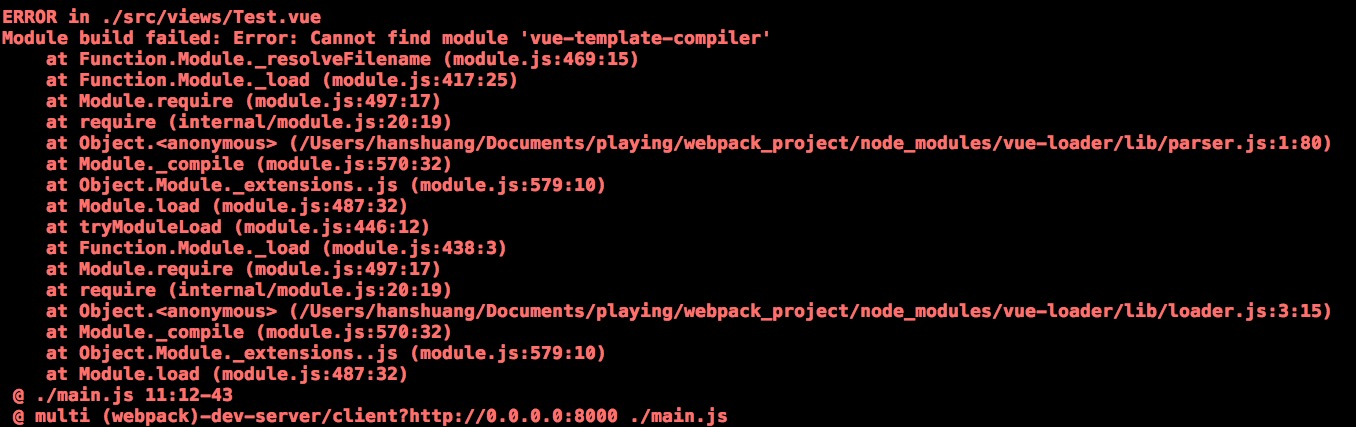 ERROR in ./src/views/Test.vue
Module build failed: Error: Cannot find module 'vue-template-compiler'
    at Function.Module._resolveFilename (module.js:469:15)
    at Function.Module._load (module.js:417:25)
    at Module.require (module.js:497:17)
    at require (internal/module.js:20:19)
    at Object.<anonymous> (/Users/hanshuang/Documents/playing/webpack_project/node_modules/vue-loader/lib/parser.js:1:80)
    at Module._compile (module.js:570:32)
    at Object.Module._extensions..js (module.js:579:10)
    at Module.load (module.js:487:32)
    at tryModuleLoad (module.js:446:12)
    at Function.Module._load (module.js:438:3)
    at Module.require (module.js:497:17)
    at require (internal/module.js:20:19)
    at Object.<anonymous> (/Users/hanshuang/Documents/playing/webpack_project/node_modules/vue-loader/lib/loader.js:3:15)
    at Module._compile (module.js:570:32)
    at Object.Module._extensions..js (module.js:579:10)
    at Module.load (module.js:487:32)
 @ ./main.js 11:12-43
 @ multi (webpack)-dev-server/client?http://0.0.0.0:8000 ./main.js